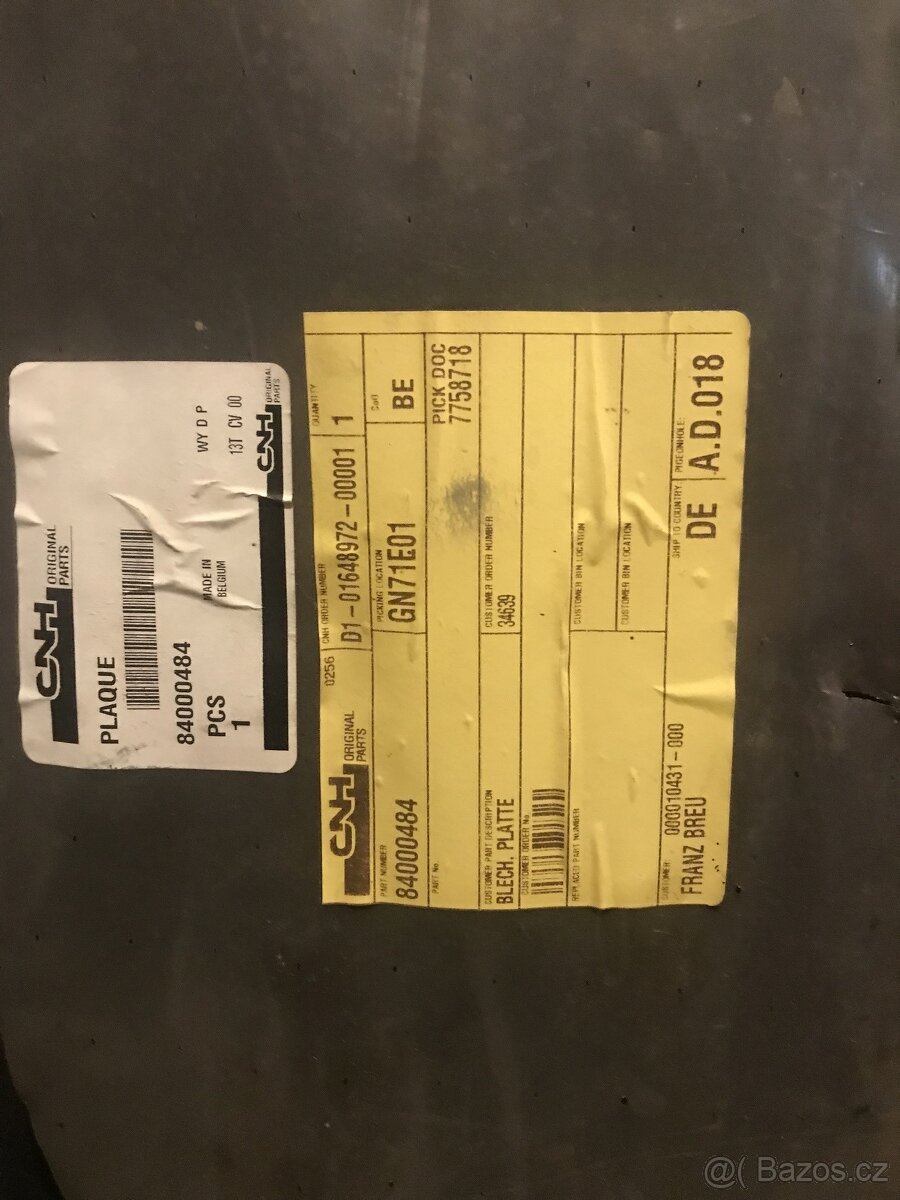 CNH ORIGINAL PARTS
PLAQUE
84000484
PCS
1
MADE IN
BELGIUM
WY D P
13T CV 00
CNH ORIGINAL PARTS
CNH ORIGINAL PARTS
0256
CNH ORDER NUMBER
D1-01648972-00001
QUANTITY
1
PART NUMBER
84000484
PICKING LOCATION
GN71E01
CoO
BE
PART No.
PICK DOC
7758718
CUSTOMER PART DESCRIPTION
BLECH. PLATTE
CUSTOMER ORDER NUMBER
34639
CUSTOMER ORDER No.
REPLACED PART NUMBER
CUSTOMER BIN LOCATION
CUSTOMER BIN LOCATION
CUSTOMER: 000010431-000
FRANZ BREU
SHIP TO COUNTRY:
DE
PIGEONHOLE:
A.D.018
@( Bazos.cz